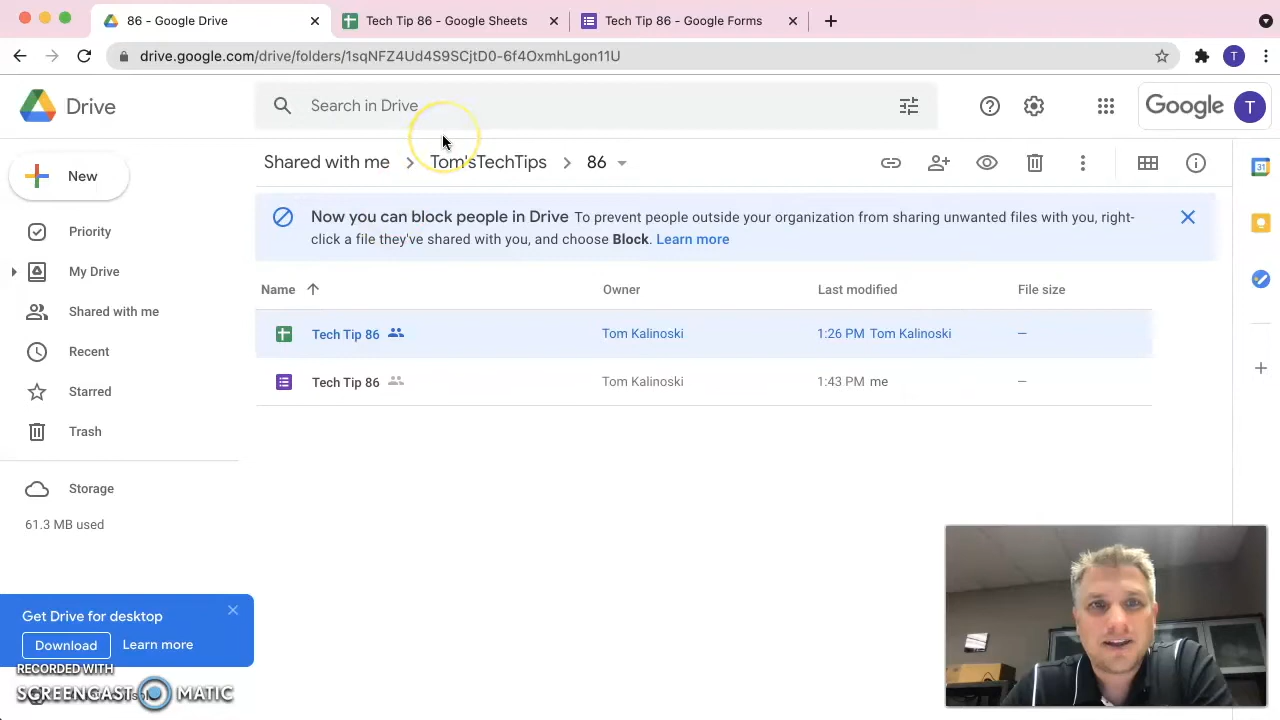 86 - Google Drive
Tech Tip 86 - Google Sheets
Tech Tip 86 - Google Forms
drive.google.com/drive/folders/1sqNFZ4Ud4S9SCjtD0-6f4OxmhLgon11U
T
Drive
Search in Drive
Google
T
New
Shared with me
Tom'sTechTips
86
Now you can block people in Drive To prevent people outside your organization from sharing unwanted files with you, right-
click a file they've shared with you, and choose Block. Learn more
Priority
My Drive
Shared with me
Recent
Starred
Trash
Storage
61.3 MB used
Name Owner Last modified File size
Tech Tip 86 Tom Kalinoski 1:26 PM Tom Kalinoski —
Tech Tip 86 Tom Kalinoski 1:43 PM me —
31
Get Drive for desktop
Download Learn more
RECORDED WITH
SCREENCAST MATIC